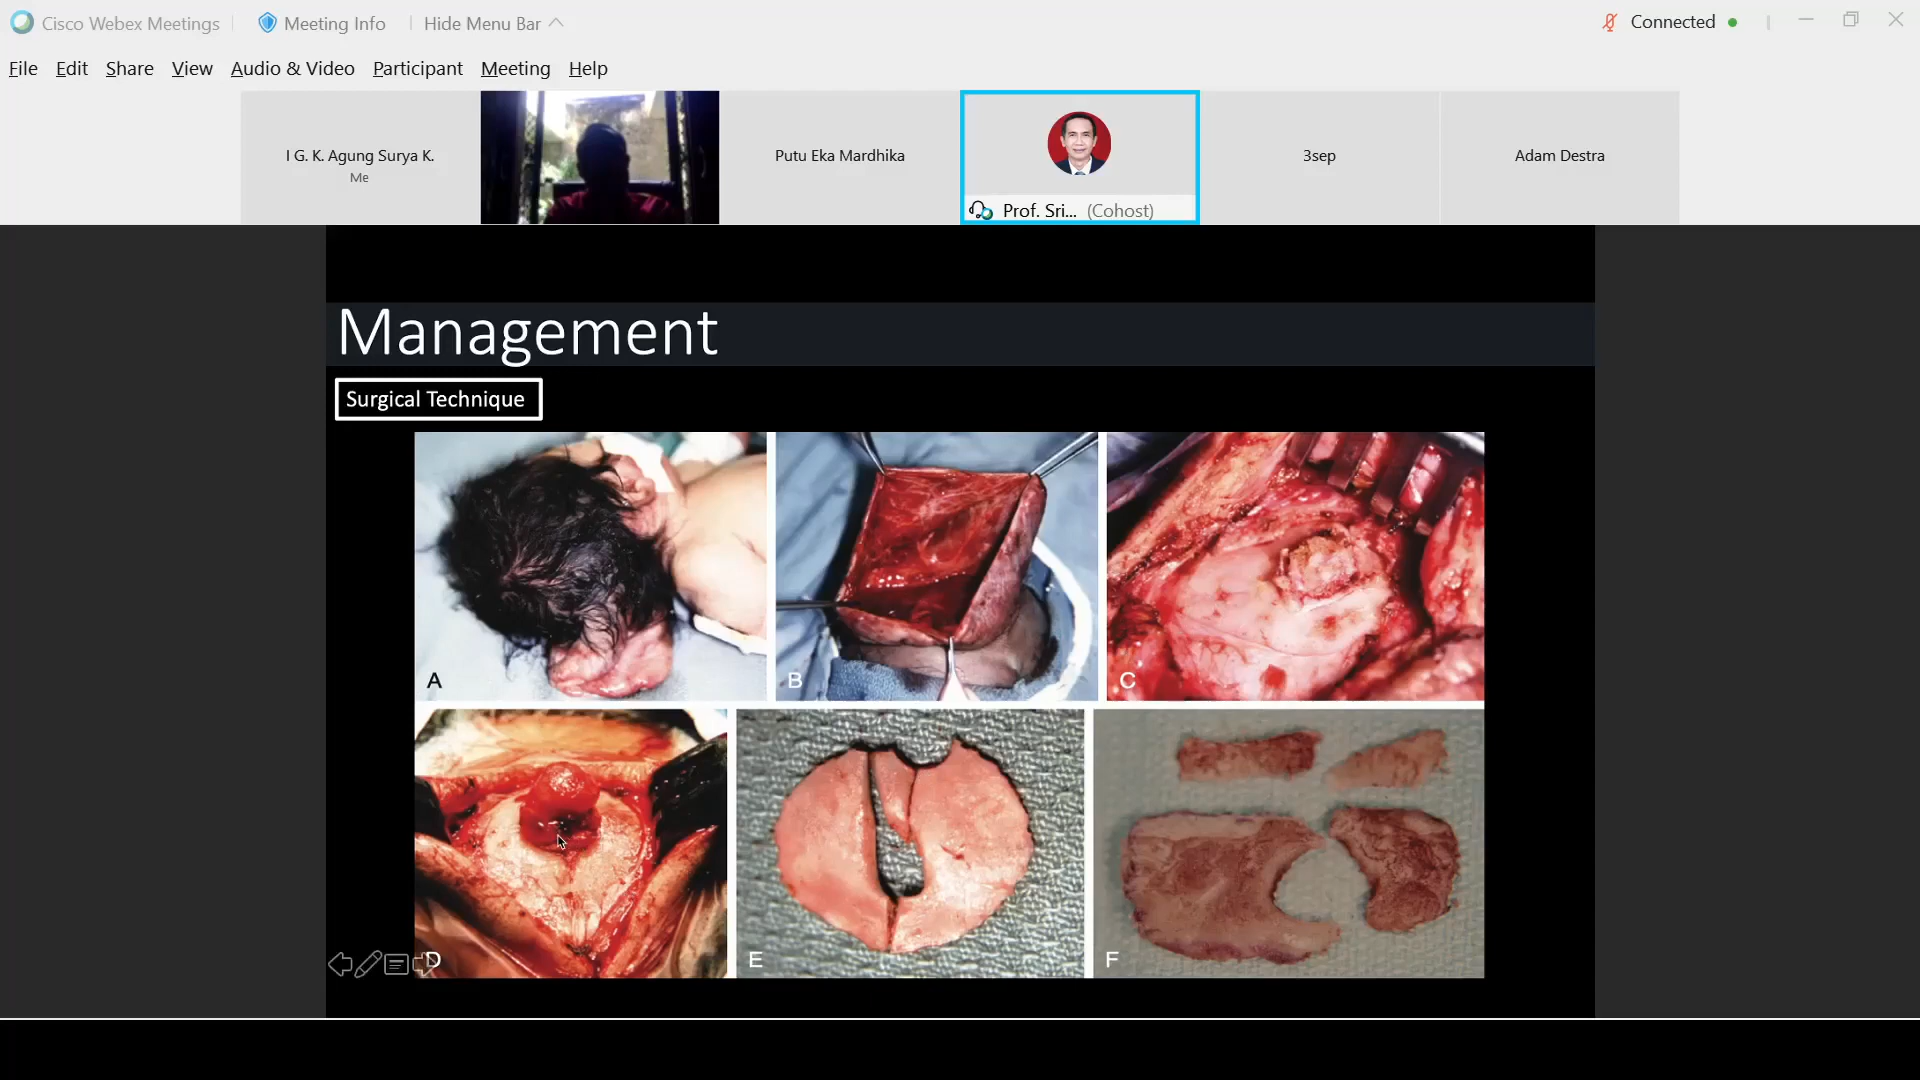 Cisco Webex Meetings
Meeting Info
Hide Menu Bar
Connected
File Edit Share View Audio & Video Participant Meeting Help
I G. K. Agung Surya K.
Me
Putu Eka Mardhika
Prof. Sri... (Cohost)
3sep
Adam Destra
Management
Surgical Technique
A
B
C
D
E
F